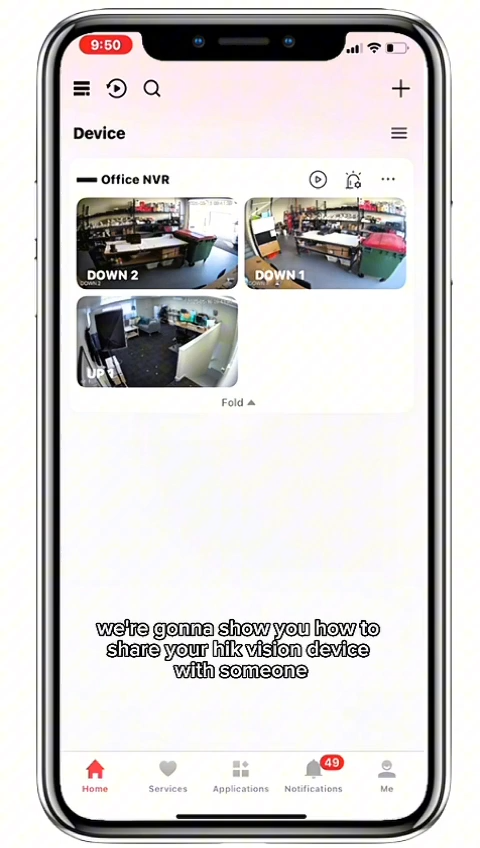 9:50
Device
Office NVR
DOWN 2
DOWN 1
UP 1
Fold
we're gonna show you how to
share your hik vision device
with someone
49
Home
Services
Applications
Notifications
Me